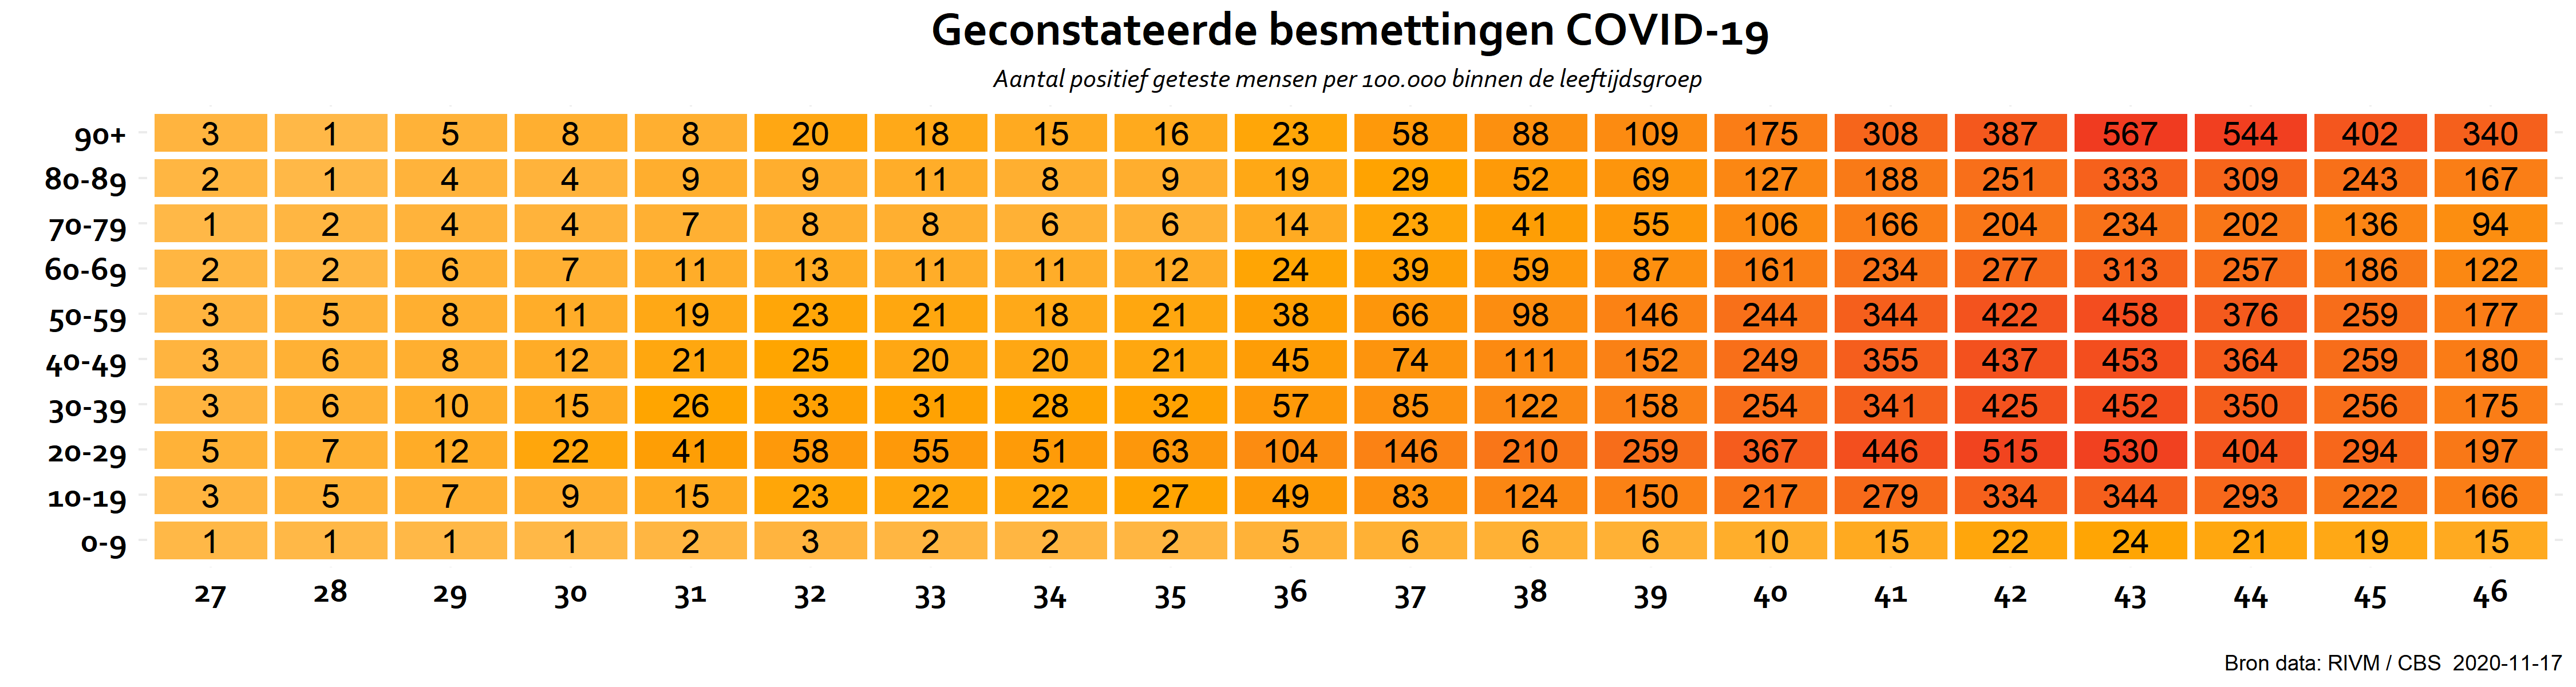 Geconstateerde besmettingen COVID-19
Aantal positief geteste mensen per 100.000 binnen de leeftijdsgroep
90+ 3 1 5 8 8 20 18 15 16 23 58 88 109 175 308 387 567 544 402 340
80-89 2 1 4 4 9 9 11 8 9 19 29 52 69 127 188 251 333 309 243 167
70-79 1 2 4 4 7 8 8 6 6 14 23 41 55 106 166 204 234 202 136 94
60-69 2 2 6 7 11 13 11 11 12 24 39 59 87 161 234 277 313 257 186 122
50-59 3 5 8 11 19 23 21 18 21 38 66 98 146 244 344 422 458 376 259 177
40-49 3 6 8 12 21 25 20 20 21 45 74 111 152 249 355 437 453 364 259 180
30-39 3 6 10 15 26 33 31 28 32 57 85 122 158 254 341 425 452 350 256 175
20-29 5 7 12 22 41 58 55 51 63 104 146 210 259 367 446 515 530 404 294 197
10-19 3 5 7 9 15 23 22 22 27 49 83 124 150 217 279 334 344 293 222 166
0-9 1 1 1 1 2 3 2 2 2 5 6 6 6 10 15 22 24 21 19 15
27 28 29 30 31 32 33 34 35 36 37 38 39 40 41 42 43 44 45 46
Bron data: RIVM / CBS 2020-11-17